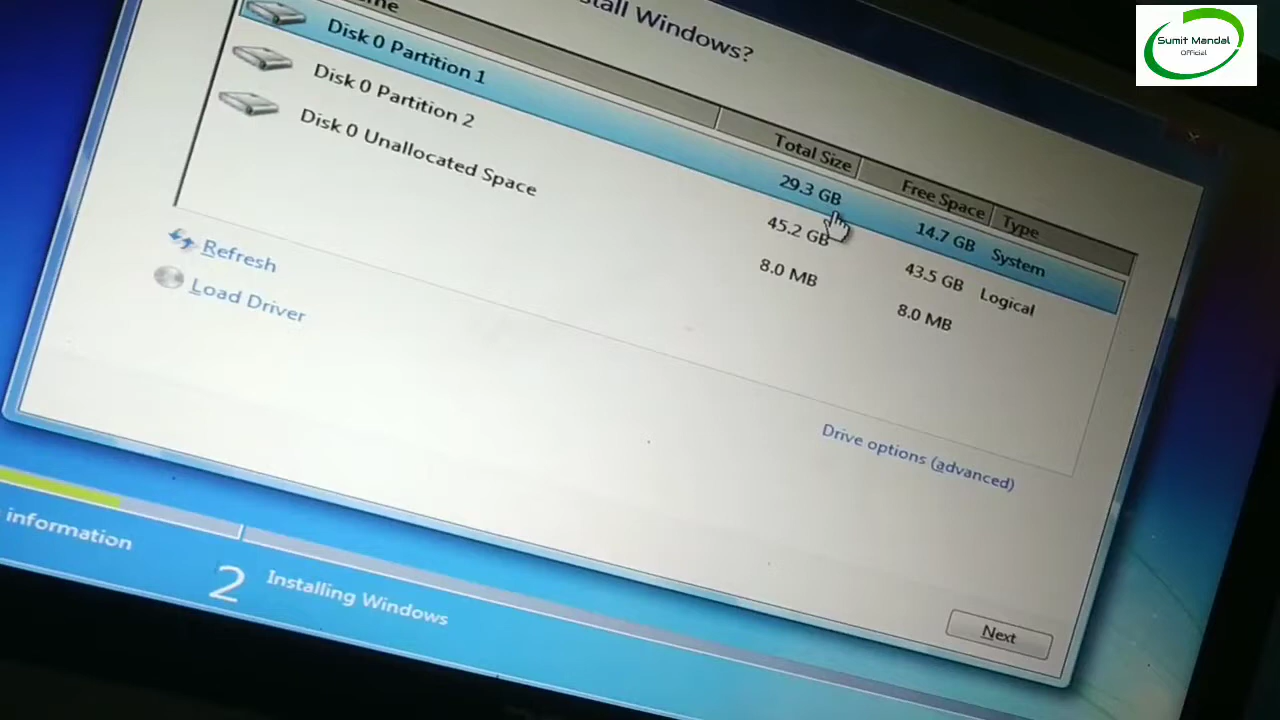 stall Windows?
Total Size Free Space Type
Disk 0 Partition 1 29.3 GB 14.7 GB System
Disk 0 Partition 2 45.2 GB 43.5 GB Logical
Disk 0 Unallocated Space 8.0 MB 8.0 MB
Refresh
Load Driver
Drive options (advanced)
Next
information
2 Installing Windows
Sumit Mandal
Official